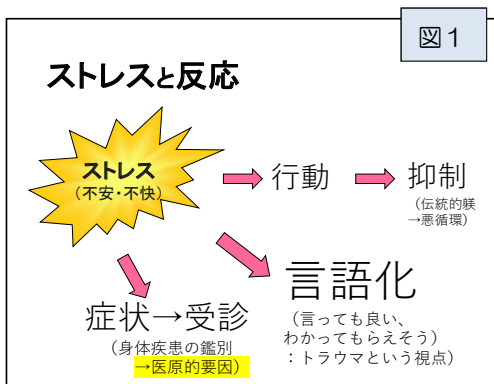 図１
ストレスと反応
ストレス
（不安・不快）
行動
抑制
（伝統的躾
→悪循環）
言語化
（言っても良い、
わかってもらえそう）
：トラウマという視点）
症状→受診
（身体疾患の鑑別
→医原的要因）